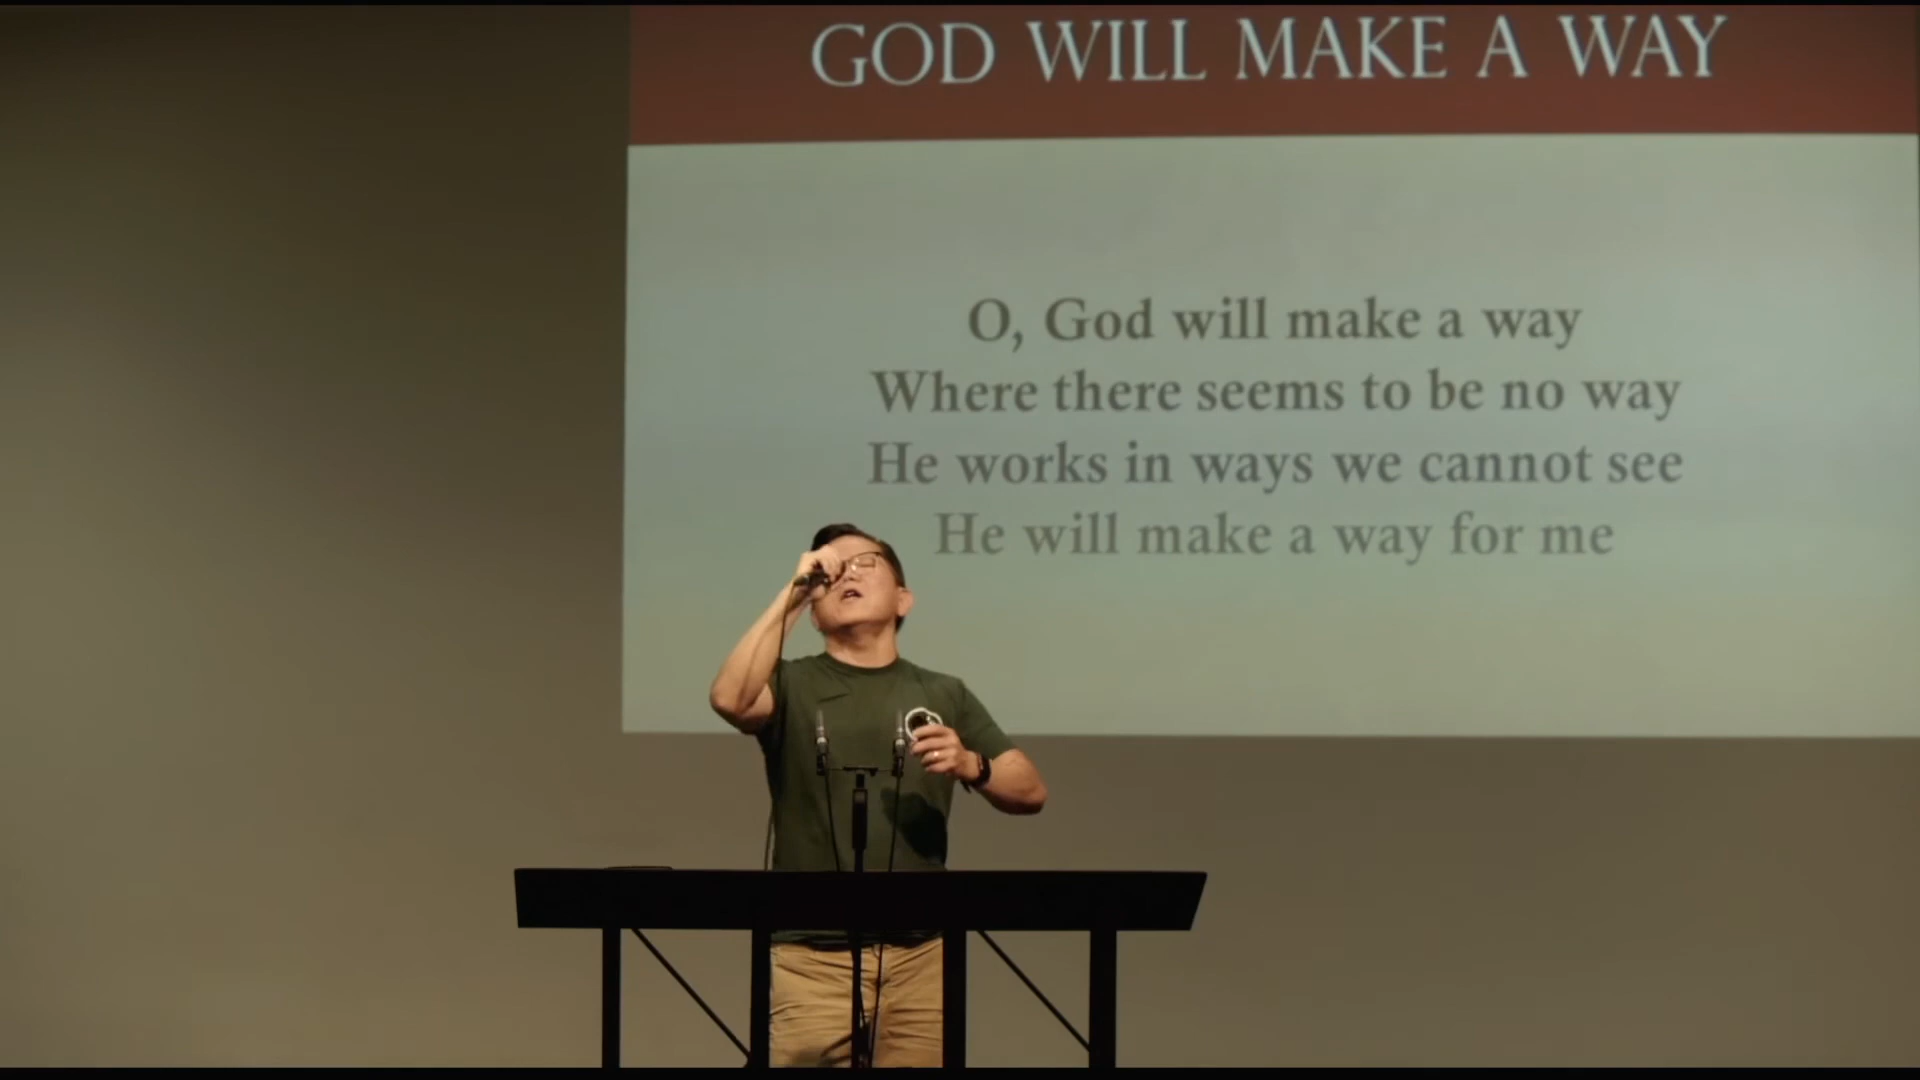 GOD WILL MAKE A WAY
O, God will make a way
Where there seems to be no way
He works in ways we cannot see
He will make a way for me